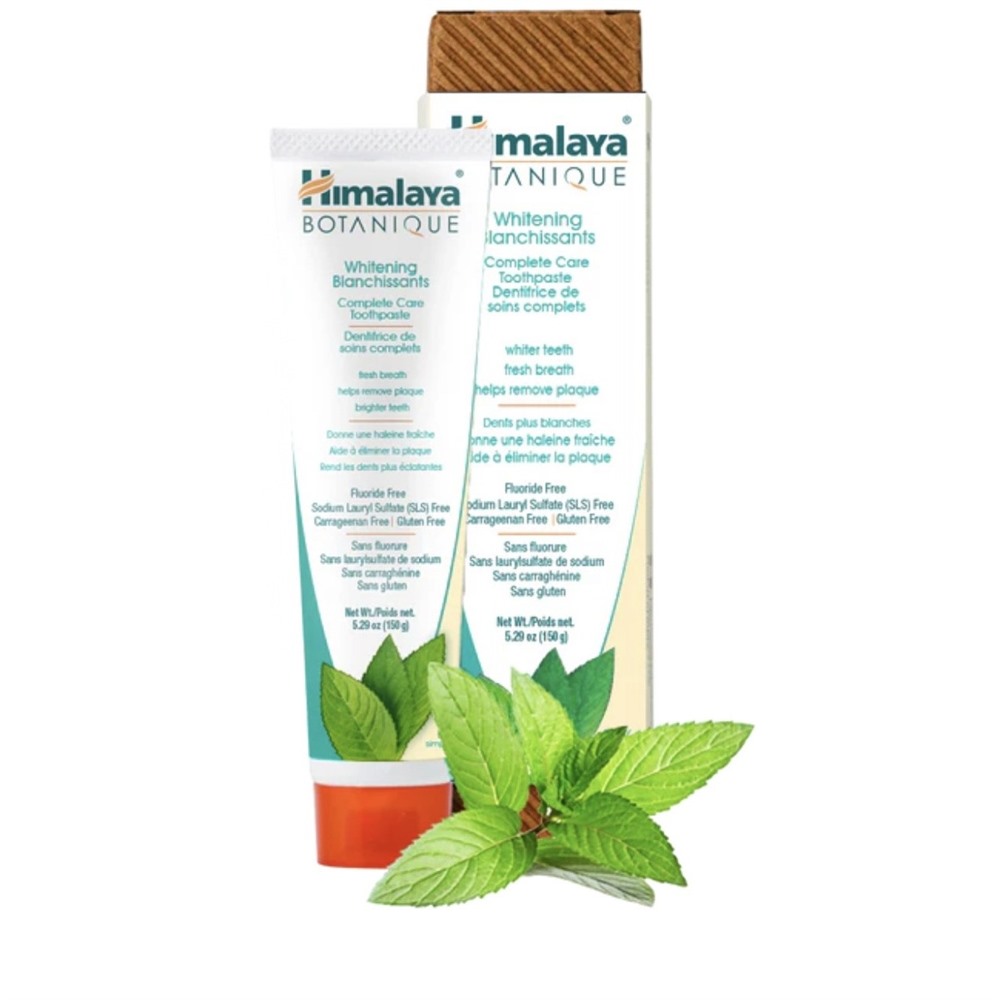 Himalaya®
BOTANIQUE
Whitening
Blanchissants
Complete Care
Toothpaste
Dentifrice de
soins complets
fresh breath
helps remove plaque
brighter teeth
Donne une haleine fraîche
Aide à éliminer la plaque
Rend les dents plus éclatantes
Fluoride Free
Sodium Lauryl Sulfate (SLS) Free
Carrageenan Free | Gluten Free
Sans fluorure
Sans laurylsulfate de sodium
Sans carraghénine
Sans gluten
Net Wt./Poids net.
5.29 oz (150 g)
Himalaya®
TANIQUE
Whitening
lanchissants
Complete Care
Toothpaste
Dentifrice de
soins complets
whiter teeth
fresh breath
helps remove plaque
Dents plus blanches
onne une haleine fraîche
ide à éliminer la plaque
Fluoride Free
odium Lauryl Sulfate (SLS) Free
Carrageenan Free | Gluten Free
Sans fluorure
Sans laurylsulfate de sodium
Sans carraghénine
Sans gluten
Net Wt./Poids net.
5.29 oz (150 g)